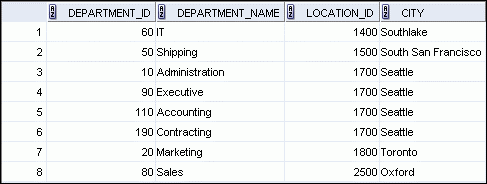 DEPARTMENT_ID DEPARTMENT_NAME LOCATION_ID CITY
1 60 IT 1400 Southlake
2 50 Shipping 1500 South San Francisco
3 10 Administration 1700 Seattle
4 90 Executive 1700 Seattle
5 110 Accounting 1700 Seattle
6 190 Contracting 1700 Seattle
7 20 Marketing 1800 Toronto
8 80 Sales 2500 Oxford